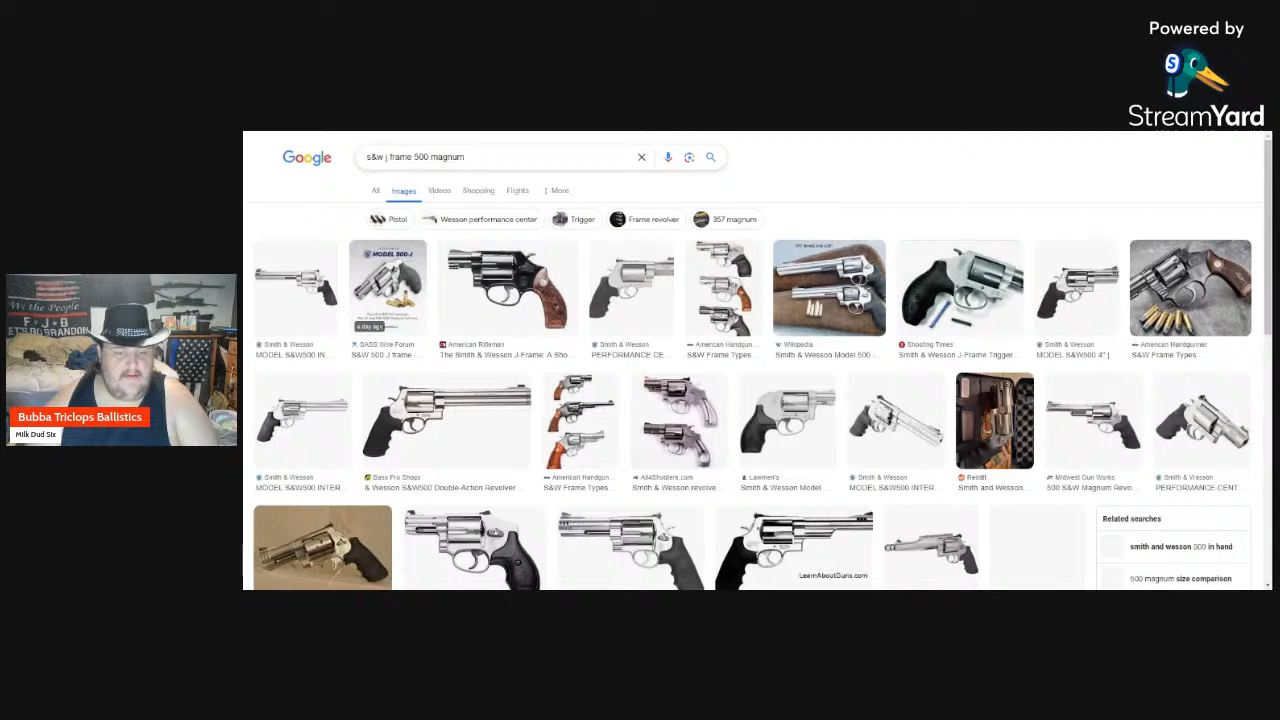 Powered by
StreamYard
Google
s&w j frame 500 magnum
All
Images
Videos
Shopping
Flights
More
Pistol
Wesson performance center
Trigger
Frame revolver
357 magnum
MODEL 500-J
a day ago
Smith & Wesson
MODEL S&W500 IN...
SASS Wire Forum
S&W 500 J frame -...
American Rifleman
The Smith & Wesson J-Frame: A Sho...
Smith & Wesson
PERFORMANCE CE...
American Handgun...
S&W Frame Types...
Wikipedia
Smith & Wesson Model 500 -...
Shooting Times
Smith & Wesson J-Frame Trigger...
Smith & Wesson
MODEL S&W500 4" |...
American Handgunner
S&W Frame Types...
We the People
F J B
LET'S GO BRANDON
Bubba Triclops Ballistics
Milk Dud Six
Smith & Wesson
MODEL S&W500 INTER...
Bass Pro Shops
& Wesson S&W500 Double-Action Revolver ...
American Handgun...
S&W Frame Types...
All4Shooters.com
Smith & Wesson revolve...
Lawmen's
Smith & Wesson Model ...
Smith & Wesson
MODEL S&W500 INTER...
Reddit
Smith and Wesson...
Midwest Gun Works
500 S&W Magnum Revo...
Smith & Wesson
PERFORMANCE CENT...
LearnAboutGuns.com
Related searches
smith and wesson 500 in hand
500 magnum size comparison